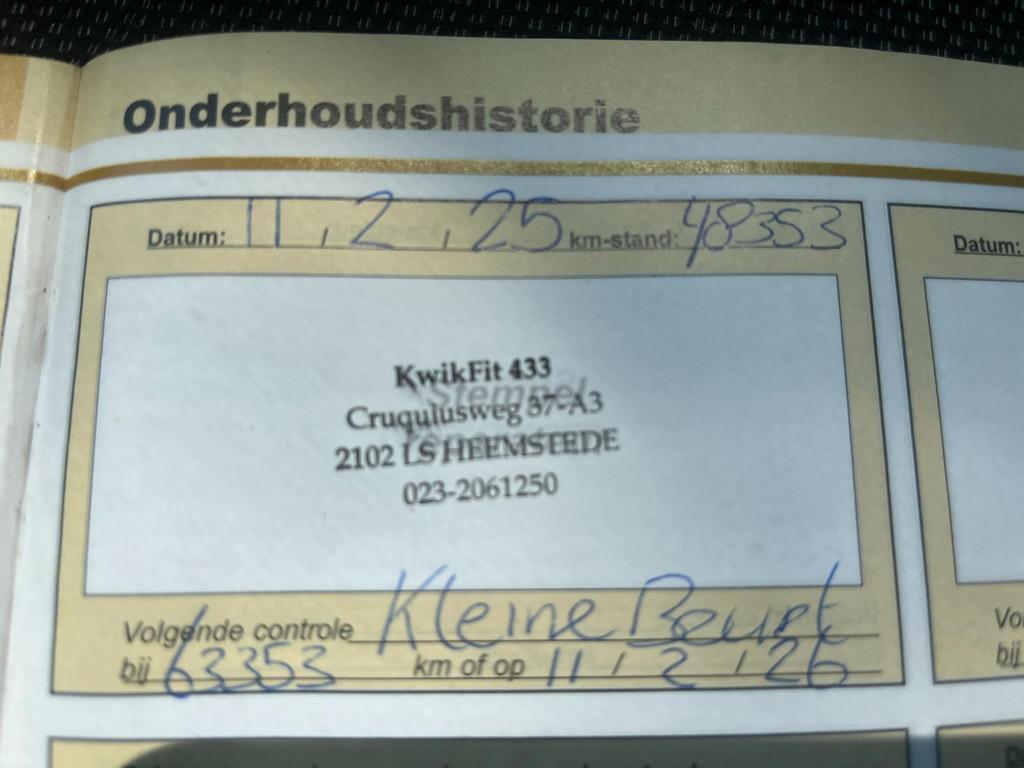 Onderhoudshistorie
Datum: 11 , 2 , 25 km-stand: 48353
Datum:
Stempel
KwikFit 433
Cruqulusweg 37-A3
2102 LS HEEMSTEDE
023-2061250
Volgende controle Kleine Beurt
bij 63353 km of op 11 / 2 / 26
Vo
bij